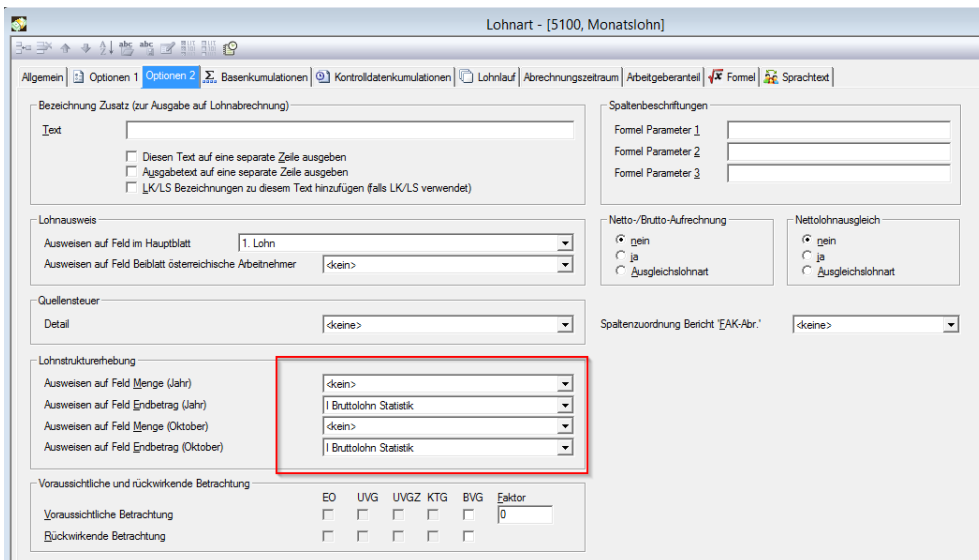 Lohnart - [5100, Monatslohn]
Allgemein Optionen 1 Optionen 2 Basenkumulationen Kontrolldatenkumulationen Lohnlauf Abrechnungszeitraum Arbeitgeberanteil Formel Sprachtext
Bezeichnung Zusatz (zur Ausgabe auf Lohnabrechnung)
Text
Diesen Text auf eine separate Zeile ausgeben
Ausgabetext auf eine separate Zeile ausgeben
LK/LS Bezeichnungen zu diesem Text hinzufügen (falls LK/LS verwendet)
Spaltenbeschriftungen
Formel Parameter 1
Formel Parameter 2
Formel Parameter 3
Lohnausweis
Ausweisen auf Feld im Hauptblatt 1. Lohn
Ausweisen auf Feld Beiblatt österreichische Arbeitnehmer <kein>
Netto-/Brutto-Aufrechnung
nein
ja
Ausgleichslohnart
Nettolohnausgleich
nein
ja
Ausgleichslohnart
Quellensteuer
Detail <keine>
Spaltenzuordnung Bericht 'FAK-Abr.' <keine>
Lohnstrukturerhebung
Ausweisen auf Feld Menge (Jahr) <kein>
Ausweisen auf Feld Endbetrag (Jahr) I Bruttolohn Statistik
Ausweisen auf Feld Menge (Oktober) <kein>
Ausweisen auf Feld Endbetrag (Oktober) I Bruttolohn Statistik
Voraussichtliche und rückwirkende Betrachtung
EO UVG UVGZ KTG BVG Faktor
Voraussichtliche Betrachtung 0
Rückwirkende Betrachtung